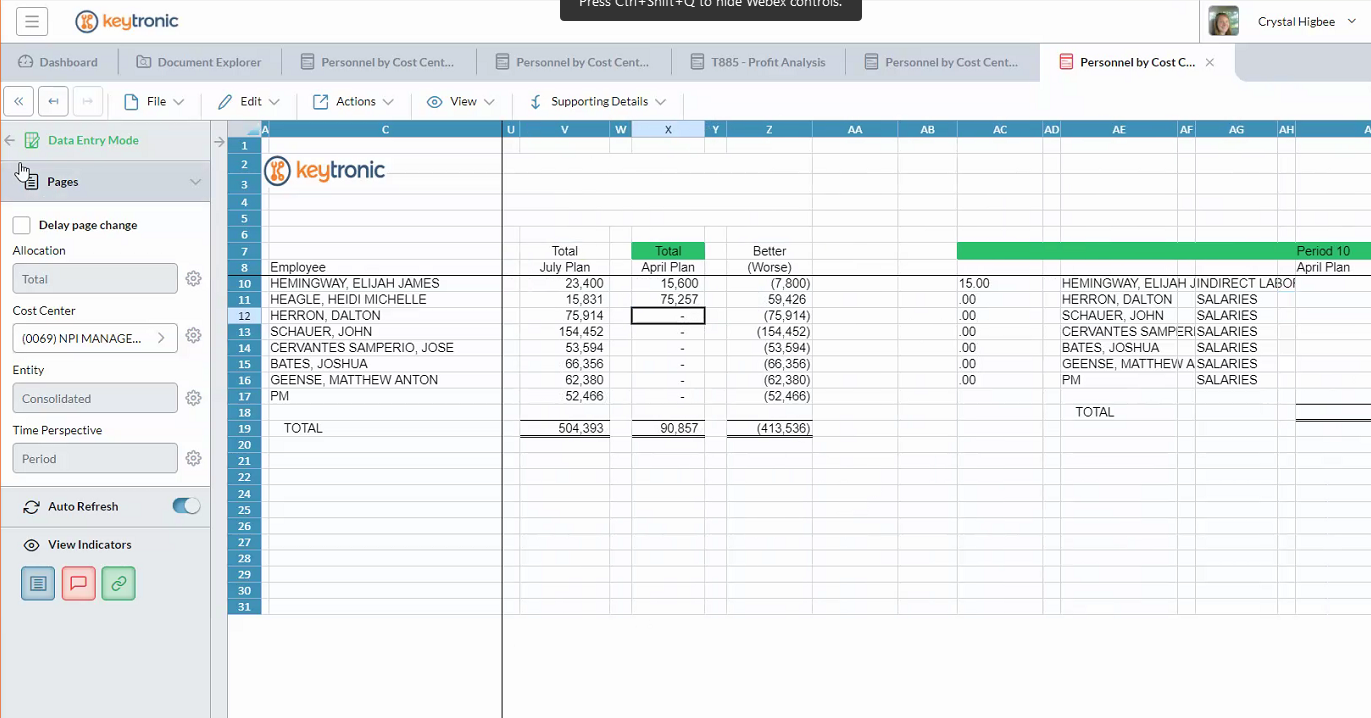 Press Ctrl+Shift+Q to hide Webex controls.
keytronic
Crystal Higbee
Dashboard Document Explorer Personnel by Cost Cent... Personnel by Cost Cent... T885 - Profit Analysis Personnel by Cost Cent... Personnel by Cost C...
File Edit Actions View Supporting Details
Data Entry Mode
Pages
Delay page change
Allocation
Total
Cost Center
(0069) NPI MANAGE...
Entity
Consolidated
Time Perspective
Period
Auto Refresh
View Indicators
A C U V W X Y Z AA AB AC AD AE AF AG AH A
1
2
keytronic
3
4
5
6
7 Total Total Better Period 10
8 Employee July Plan April Plan (Worse) April Plan
10 HEMINGWAY, ELIJAH JAMES 23,400 15,600 (7,800) 15.00 HEMINGWAY, ELIJAH J INDIRECT LABOR
11 HEAGLE, HEIDI MICHELLE 15,831 75,257 59,426 .00 HERRON, DALTON SALARIES
12 HERRON, DALTON 75,914 - (75,914) .00 SCHAUER, JOHN SALARIES
13 SCHAUER, JOHN 154,452 - (154,452) .00 CERVANTES SAMPERI SALARIES
14 CERVANTES SAMPERIO, JOSE 53,594 - (53,594) .00 BATES, JOSHUA SALARIES
15 BATES, JOSHUA 66,356 - (66,356) .00 GEENSE, MATTHEW A SALARIES
16 GEENSE, MATTHEW ANTON 62,380 - (62,380) .00 PM SALARIES
17 PM 52,466 - (52,466)
18 TOTAL
19 TOTAL 504,393 90,857 (413,536)
20
21
22
24
25
26
27
28
29
30
31